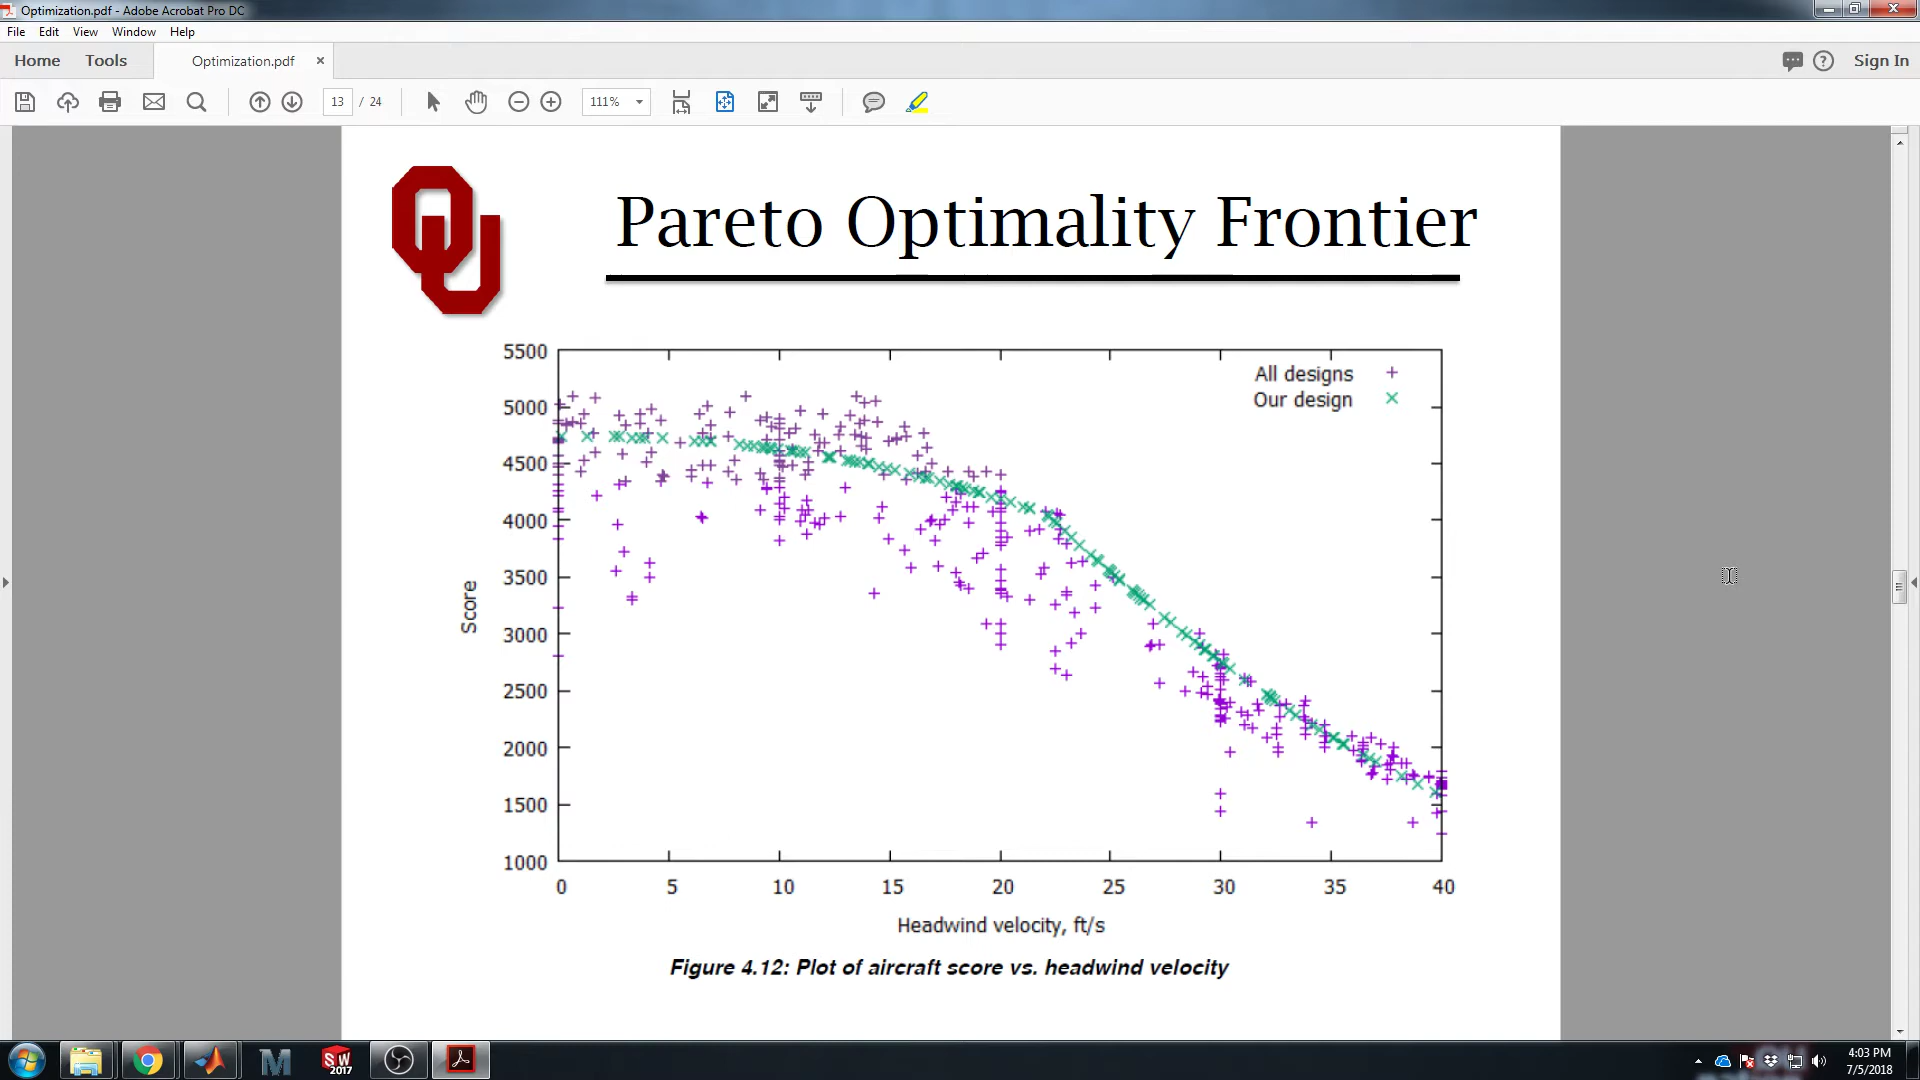 Optimization.pdf - Adobe Acrobat Pro DC
File Edit View Window Help
Home Tools Optimization.pdf × Sign In
13 / 24 111%
OU Pareto Optimality Frontier
5500
5000
4500
4000
3500
3000
2500
2000
1500
1000
Score
All designs +
Our design ×
0 5 10 15 20 25 30 35 40
Headwind velocity, ft/s
Figure 4.12: Plot of aircraft score vs. headwind velocity
M SW 2017
4:03 PM
7/5/2018